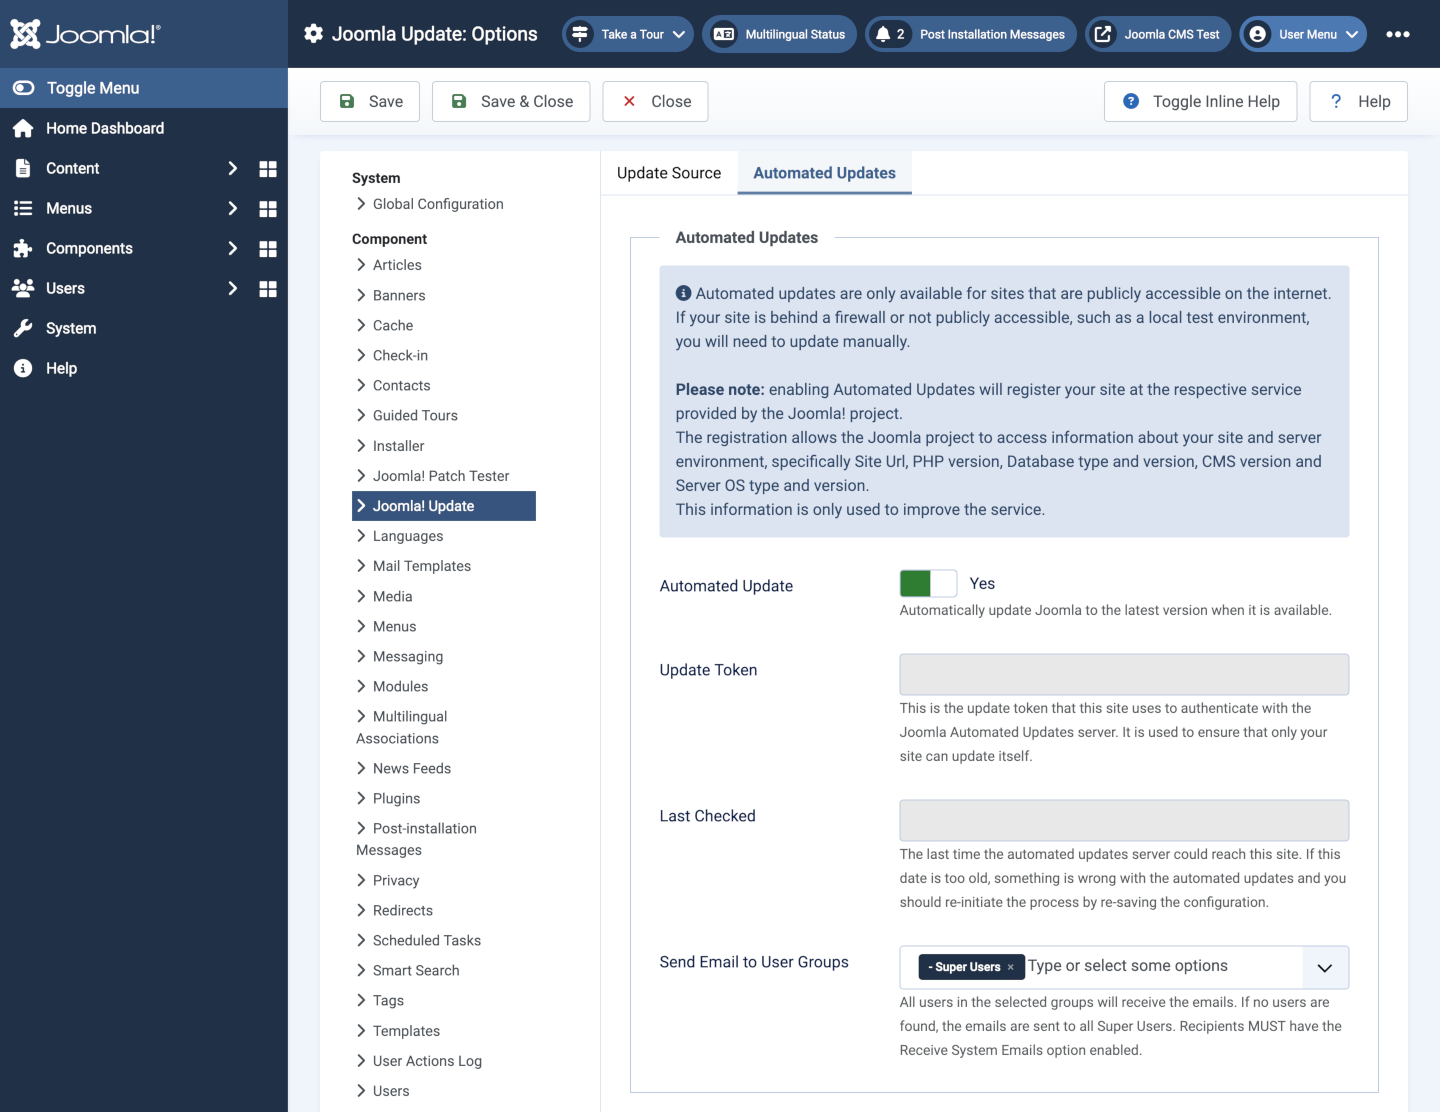 Joomla!®
Joomla Update: Options
Take a Tour
Multilingual Status
2
Post Installation Messages
Joomla CMS Test
User Menu
Toggle Menu
Home Dashboard
Content
Menus
Components
Users
System
Help
Save
Save & Close
Close
Toggle Inline Help
Help
System
Global Configuration
Component
Articles
Banners
Cache
Check-in
Contacts
Guided Tours
Installer
Joomla! Patch Tester
Joomla! Update
Languages
Mail Templates
Media
Menus
Messaging
Modules
Multilingual
Associations
News Feeds
Plugins
Post-installation
Messages
Privacy
Redirects
Scheduled Tasks
Smart Search
Tags
Templates
User Actions Log
Users
Update Source
Automated Updates
Automated Updates
Automated updates are only available for sites that are publicly accessible on the internet.
If your site is behind a firewall or not publicly accessible, such as a local test environment,
you will need to update manually.
Please note: enabling Automated Updates will register your site at the respective service
provided by the Joomla! project.
The registration allows the Joomla project to access information about your site and server
environment, specifically Site Url, PHP version, Database type and version, CMS version and
Server OS type and version.
This information is only used to improve the service.
Automated Update
Yes
Automatically update Joomla to the latest version when it is available.
Update Token
This is the update token that this site uses to authenticate with the
Joomla Automated Updates server. It is used to ensure that only your
site can update itself.
Last Checked
The last time the automated updates server could reach this site. If this
date is too old, something is wrong with the automated updates and you
should re-initiate the process by re-saving the configuration.
Send Email to User Groups
- Super Users × Type or select some options
All users in the selected groups will receive the emails. If no users are
found, the emails are sent to all Super Users. Recipients MUST have the
Receive System Emails option enabled.